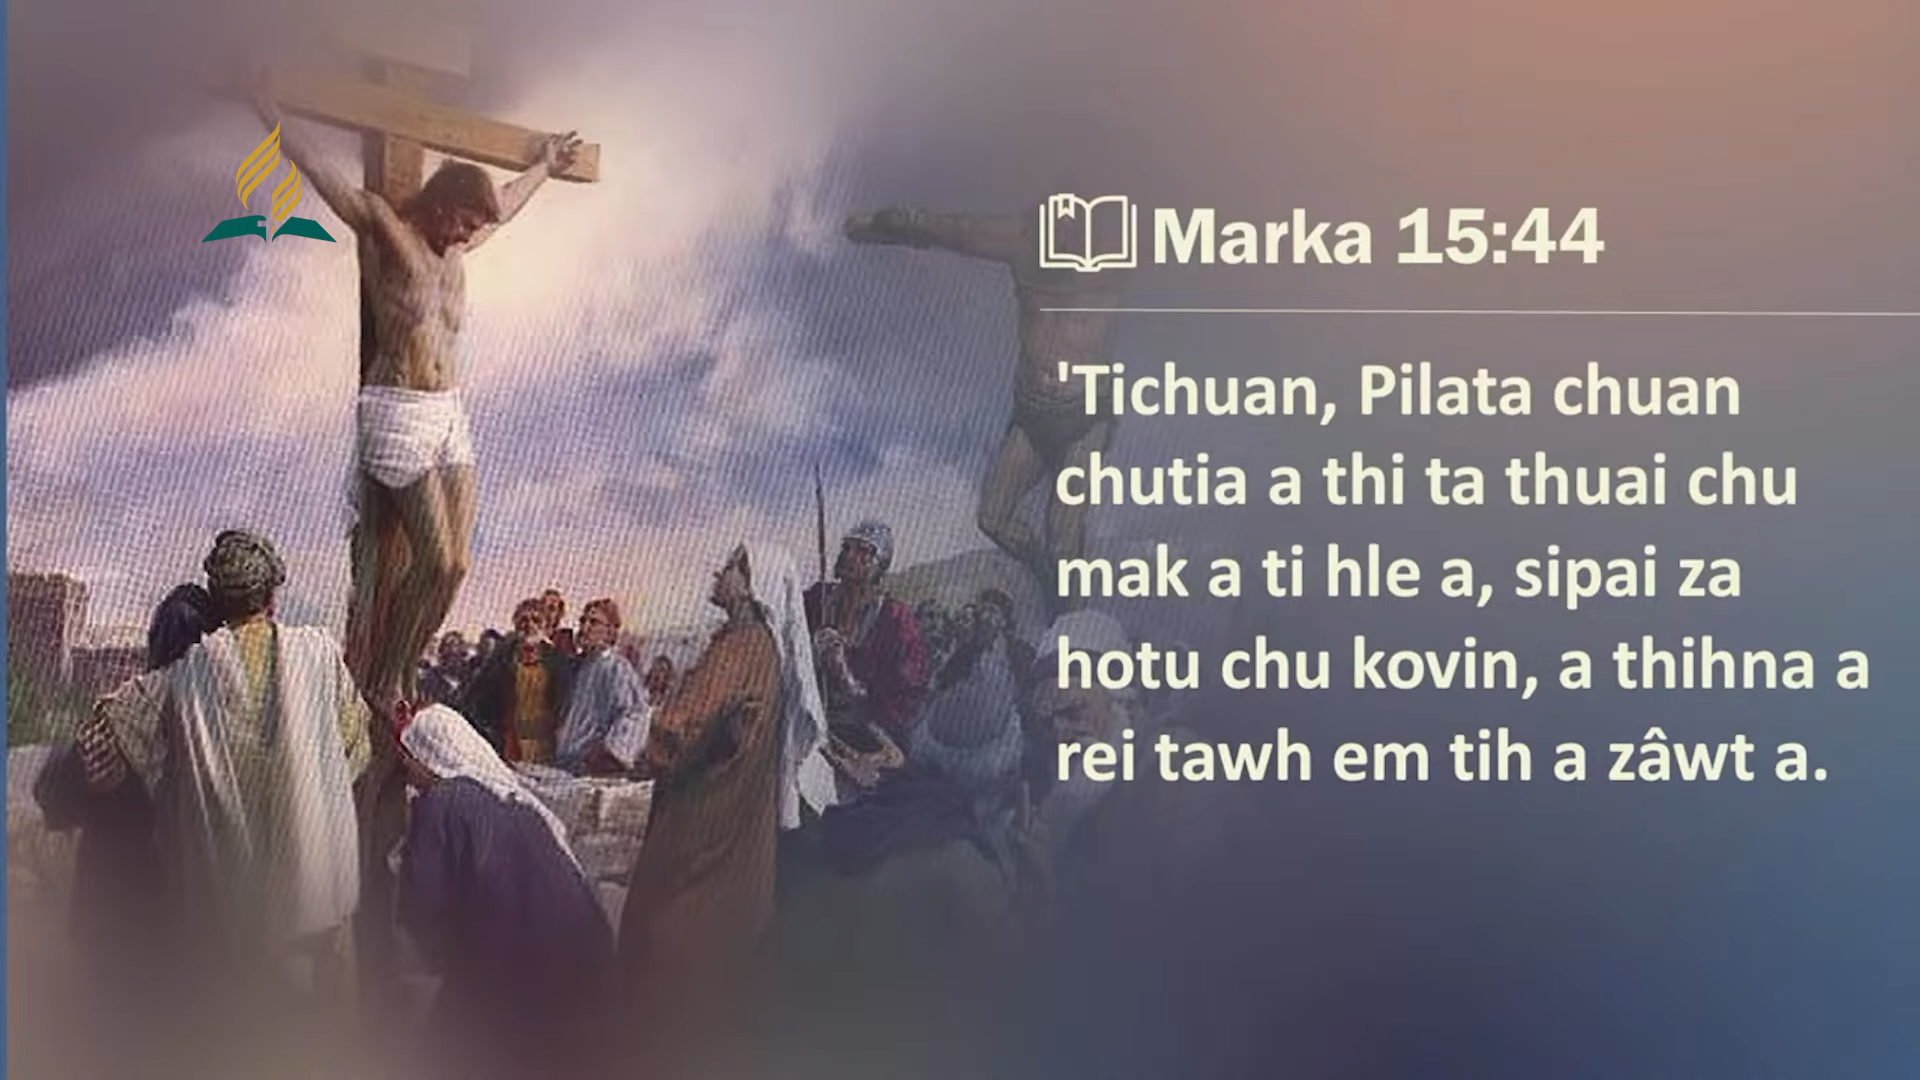 Marka 15:44
'Tichuan, Pilata chuan
chutia a thi ta thuai chu
mak a ti hle a, sipai za
hotu chu kovin, a thihna a
rei tawh em tih a zâwt a.